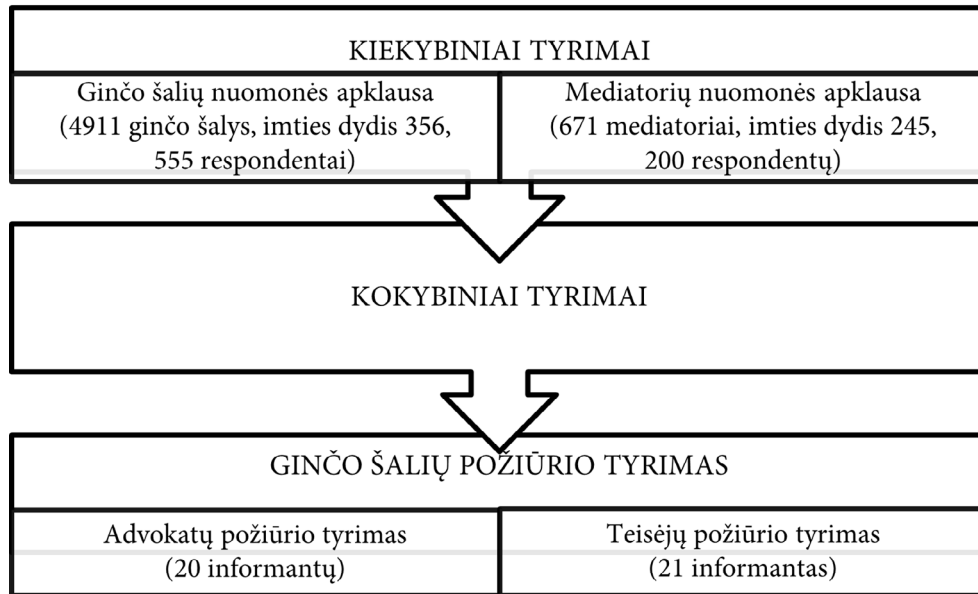 KIEKYBINIAI TYRIMAI
Ginčo šalių nuomonės apklausa
(4911 ginčo šalys, imties dydis 356,
555 respondentai)
Mediatorių nuomonės apklausa
(671 mediatoriai, imties dydis 245,
200 respondentų)
KOKYBINIAI TYRIMAI
GINČO ŠALIŲ POŽIŪRIO TYRIMAS
Advokatų požiūrio tyrimas
(20 informantų)
Teisėjų požiūrio tyrimas
(21 informantas)